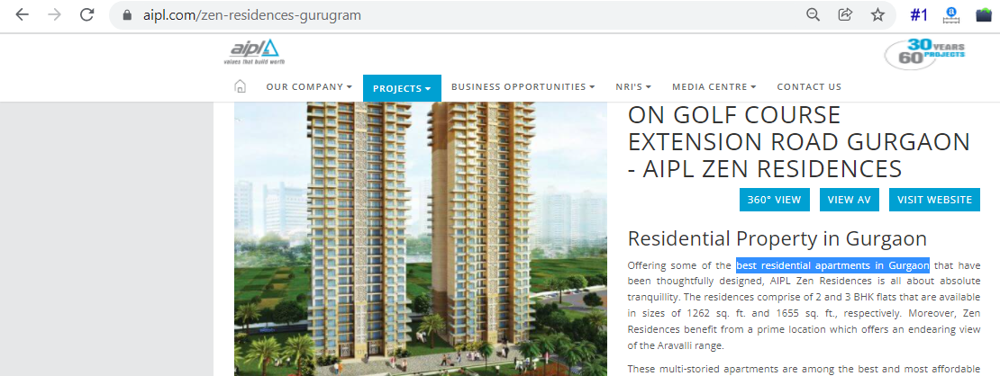 aipl.com/zen-residences-gurugram
#1
aipl
values that build worth
30 YEARS
60 PROJECTS
OUR COMPANY
PROJECTS
BUSINESS OPPORTUNITIES
NRI'S
MEDIA CENTRE
CONTACT US
ON GOLF COURSE
EXTENSION ROAD GURGAON
- AIPL ZEN RESIDENCES
360° VIEW
VIEW AV
VISIT WEBSITE
Residential Property in Gurgaon
Offering some of the best residential apartments in Gurgaon that have
been thoughtfully designed, AIPL Zen Residences is all about absolute
tranquillity. The residences comprise of 2 and 3 BHK flats that are available
in sizes of 1262 sq. ft. and 1655 sq. ft., respectively. Moreover, Zen
Residences benefit from a prime location which offers an endearing view
of the Aravalli range.
These multi-storied apartments are among the best and most affordable